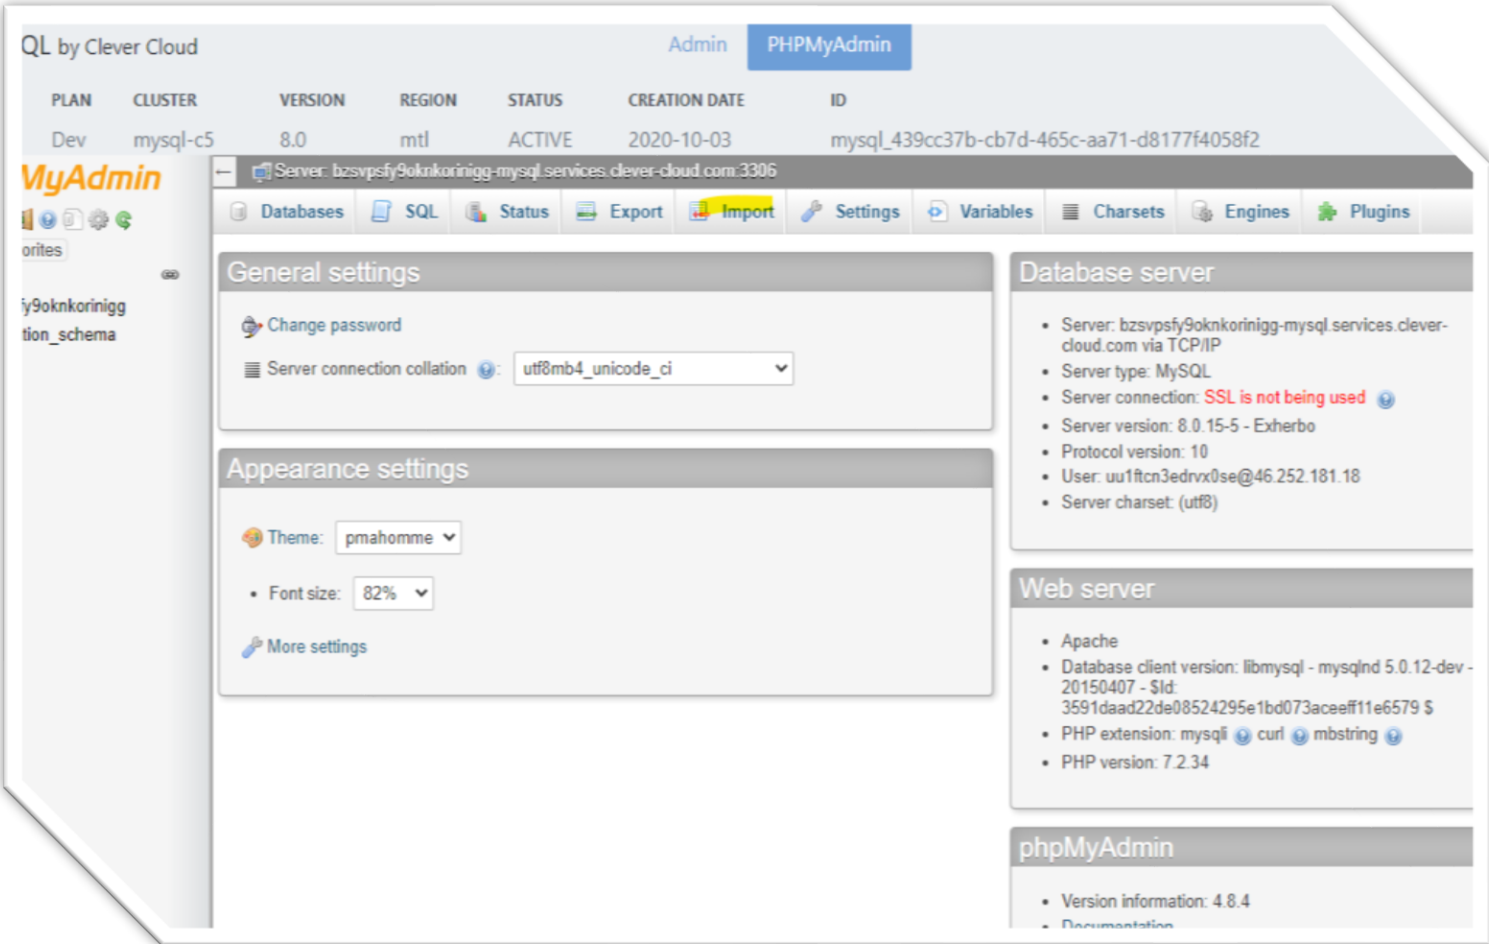 QL by Clever Cloud
Admin
PHPMyAdmin
PLAN CLUSTER VERSION REGION STATUS CREATION DATE ID
Dev mysql-c5 8.0 mtl ACTIVE 2020-10-03 mysql_439cc37b-cb7d-465c-aa71-d8177f4058f2
MyAdmin
Server: bzsvpsfy9oknkorinigg-mysql.services.clever-cloud.com:3306
Databases SQL Status Export Import Settings Variables Charsets Engines Plugins
orites
fy9oknkorinigg
tion_schema
General settings
Change password
Server connection collation : utf8mb4_unicode_ci
Appearance settings
Theme: pmahomme
• Font size: 82%
More settings
Database server
• Server: bzsvpsfy9oknkorinigg-mysql.services.clever-
cloud.com via TCP/IP
• Server type: MySQL
• Server connection: SSL is not being used
• Server version: 8.0.15-5 - Exherbo
• Protocol version: 10
• User: uu1ftcn3edrvx0se@46.252.181.18
• Server charset: (utf8)
Web server
• Apache
• Database client version: libmysql - mysqlnd 5.0.12-dev -
20150407 - $Id:
3591daad22de08524295e1bd073aceeff11e6579 $
• PHP extension: mysqli curl mbstring
• PHP version: 7.2.34
phpMyAdmin
• Version information: 4.8.4
• Documentation